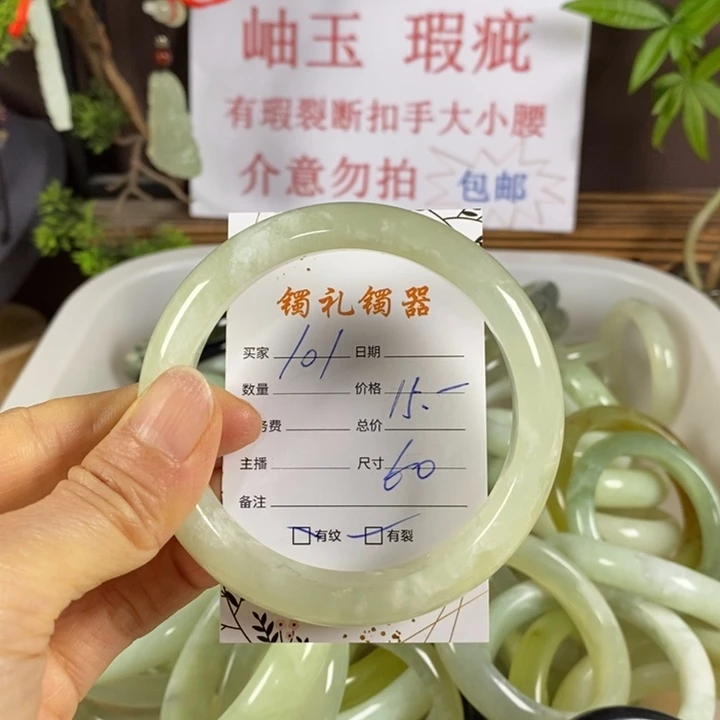 岫玉 瑕疵
有瑕裂断扣手大小腰
介意勿拍 包邮
镯礼镯器
买家 101 日期
数量 价格 15.-
务费 总价
主播 尺寸 60
备注
有纹 有裂